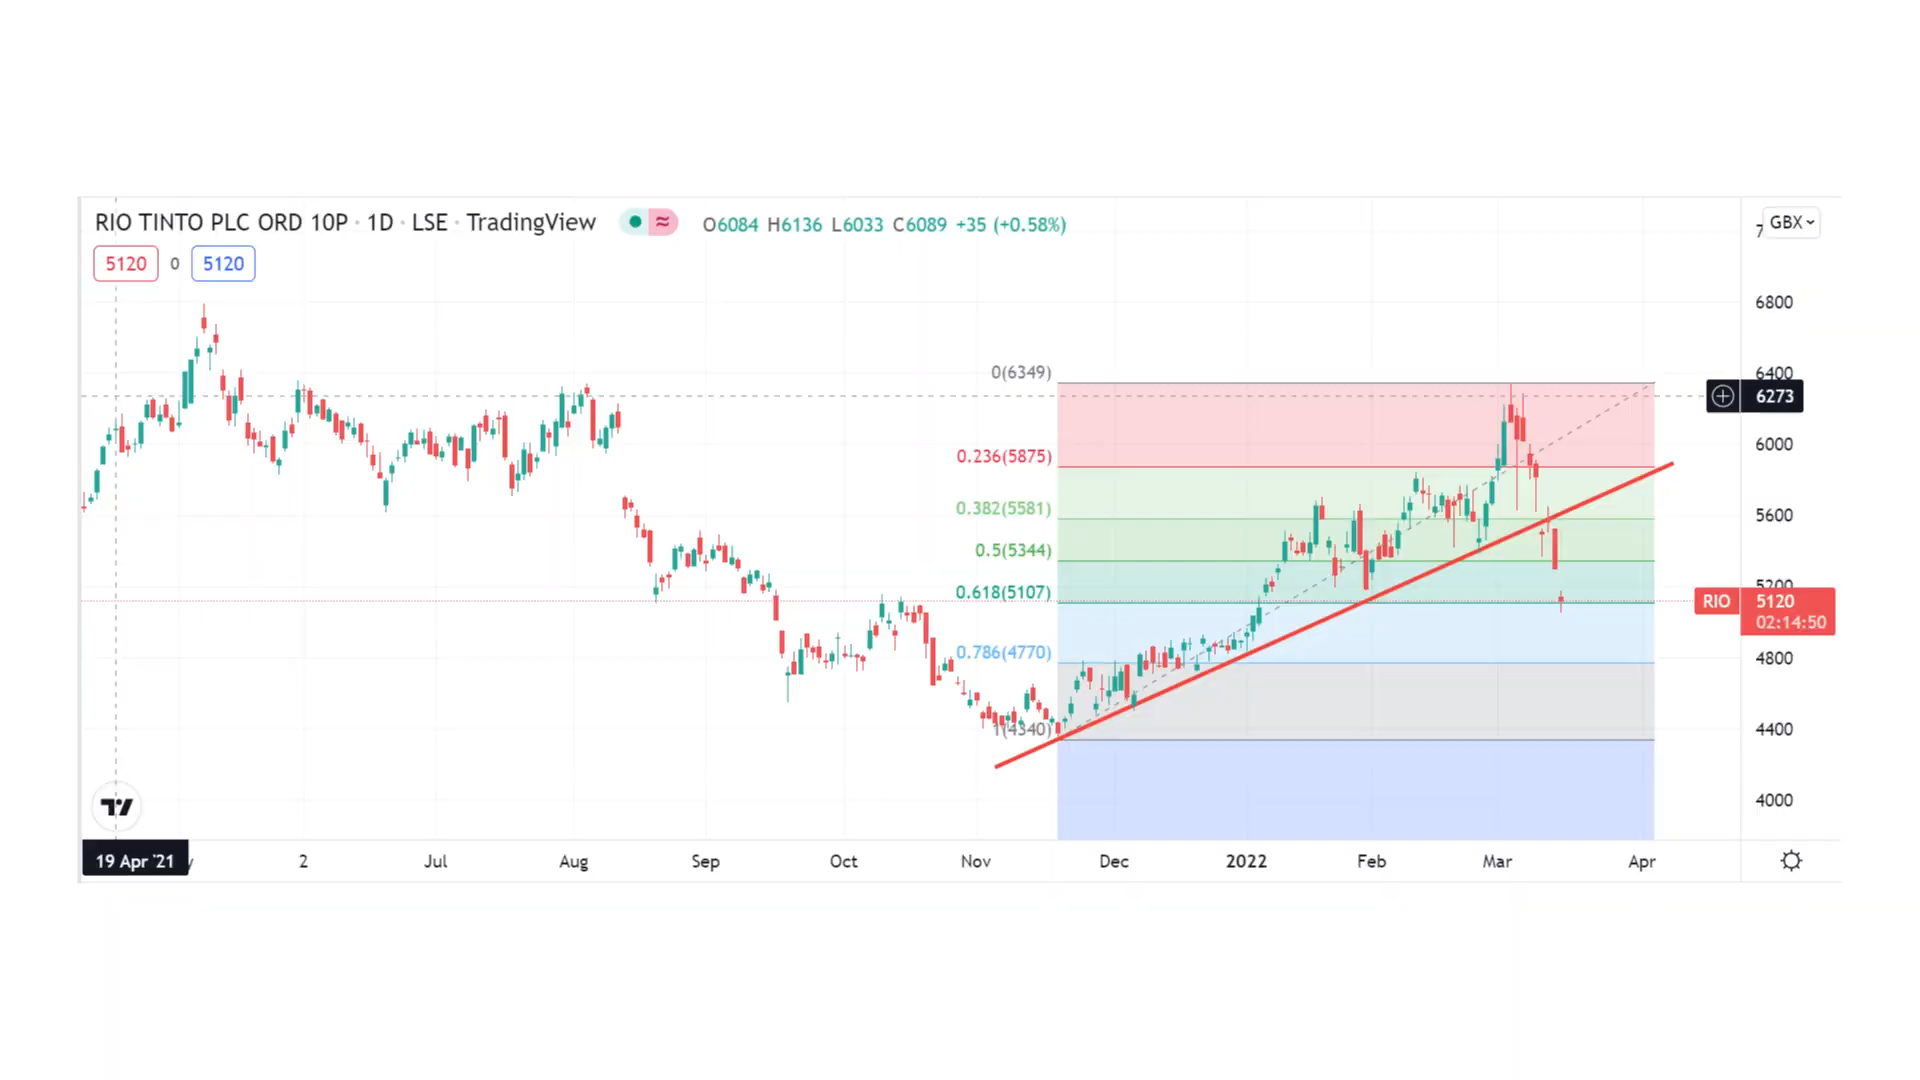 RIO TINTO PLC ORD 10P · 1D · LSE · TradingView
O6084 H6136 L6033 C6089 +35 (+0.58%)
GBX
5120 0 5120
6800
0(6349)
6400
6273
6000
0.236(5875)
0.382(5581)
5600
0.5(5344)
5200
0.618(5107)
RIO 5120
02:14:50
0.786(4770)
4800
1(4340)
4400
4000
19 Apr '21 2 Jul Aug Sep Oct Nov Dec 2022 Feb Mar Apr